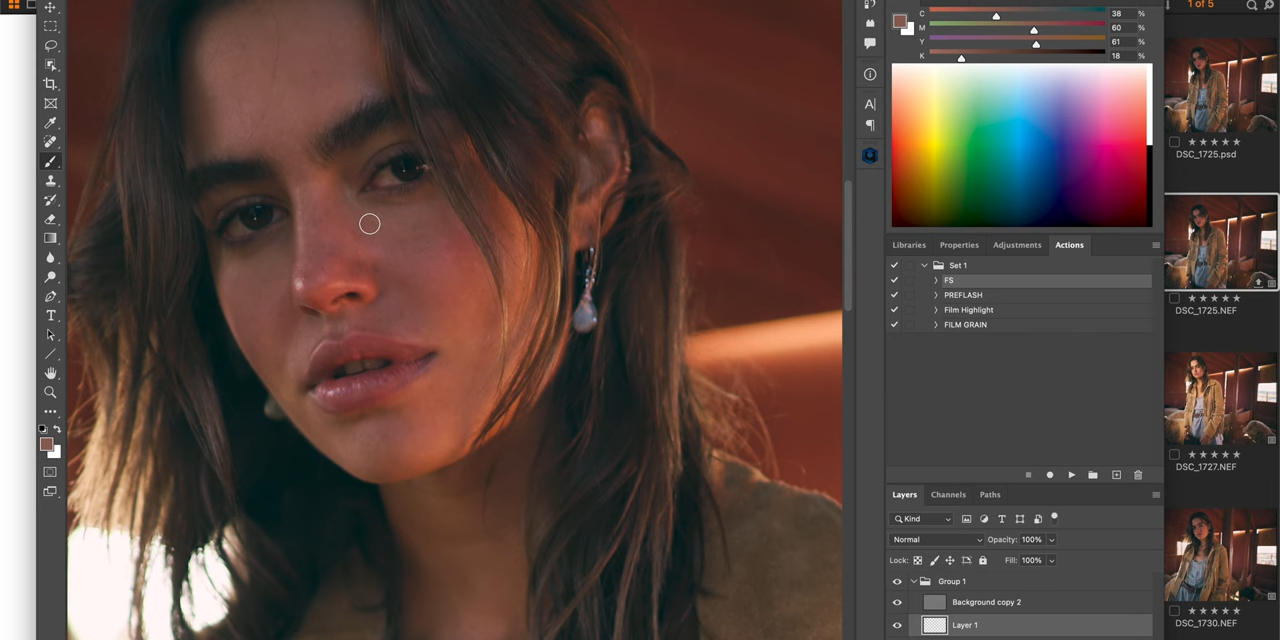 1 of 5
C 38 %
M 60 %
Y 61 %
K 18 %
DSC_1725.psd
Libraries Properties Adjustments Actions
Set 1
FS
PREFLASH
Film Highlight
FILM GRAIN
DSC_1725.NEF
DSC_1727.NEF
Layers Channels Paths
Kind
Normal Opacity: 100%
Lock: Fill: 100%
Group 1
Background copy 2
Layer 1
DSC_1730.NEF